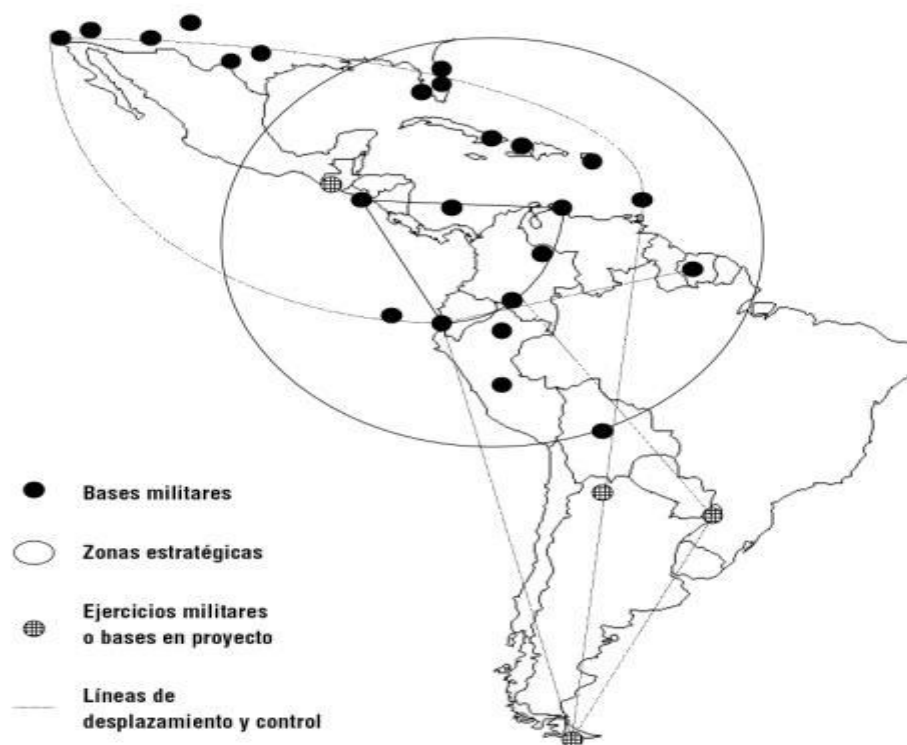 Bases militares
Zonas estratégicas
Ejercicios militares
o bases en proyecto
Líneas de
desplazamiento y control